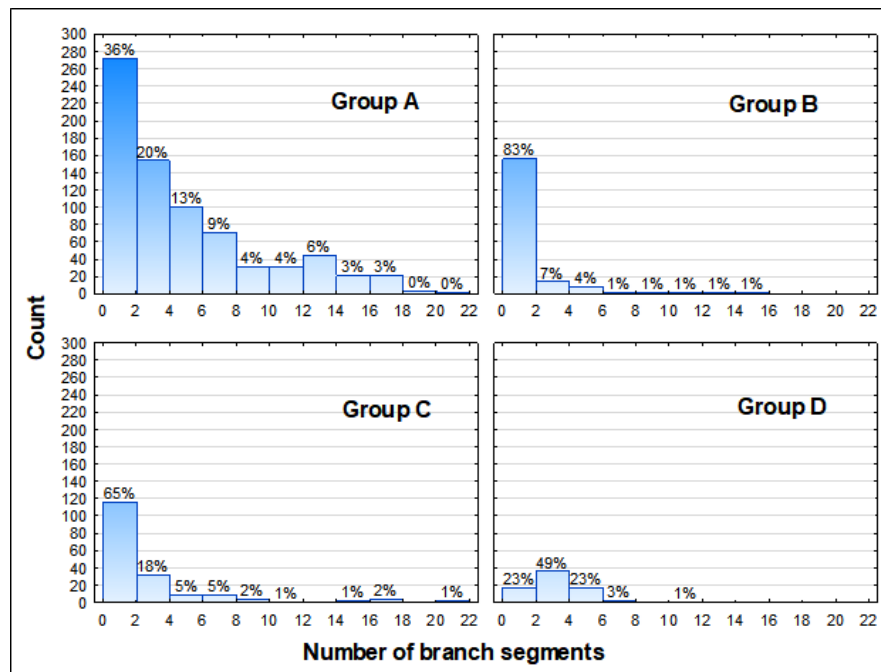 300
280
260
240
220
200
180
160
140
120
100
80
60
40
20
0
36%
20%
13%
9%
4% 4% 6% 3% 3% 0% 0%
Group A
0 2 4 6 8 10 12 14 16 18 20 22
83%
7% 4% 1% 1% 1% 1% 1%
Group B
0 2 4 6 8 10 12 14 16 18 20 22
Count
300
280
260
240
220
200
180
160
140
120
100
80
60
40
20
0
65%
18%
5% 5% 2% 1% 1% 2% 1%
Group C
0 2 4 6 8 10 12 14 16 18 20 22
23% 49% 23% 3% 1%
Group D
0 2 4 6 8 10 12 14 16 18 20 22
Number of branch segments